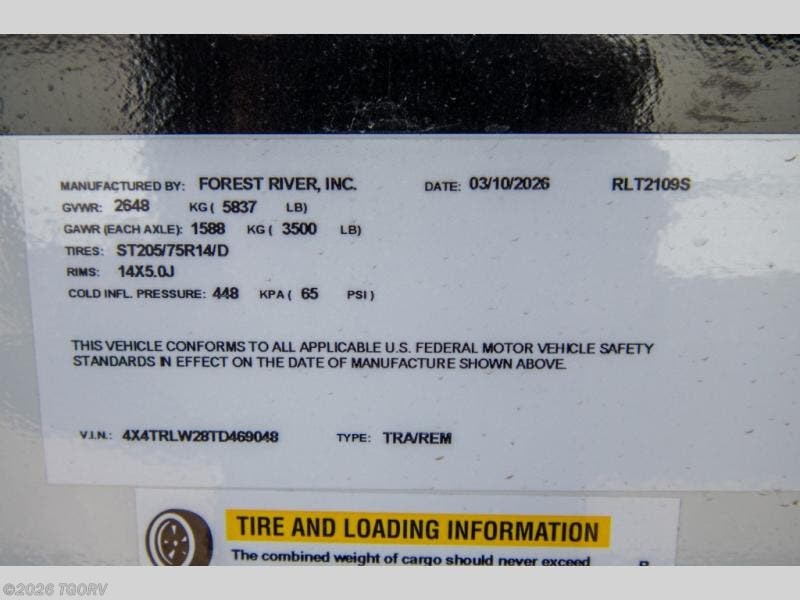 MANUFACTURED BY: FOREST RIVER, INC. DATE: 03/10/2026 RLT2109S
GVWR: 2648 KG ( 5837 LB)
GAWR (EACH AXLE): 1588 KG ( 3500 LB)
TIRES: ST205/75R14/D
RIMS: 14X5.0J
COLD INFL. PRESSURE: 448 KPA ( 65 PSI )
THIS VEHICLE CONFORMS TO ALL APPLICABLE U.S. FEDERAL MOTOR VEHICLE SAFETY
STANDARDS IN EFFECT ON THE DATE OF MANUFACTURE SHOWN ABOVE.
V.I.N.: 4X4TRLW28TD469048 TYPE: TRA/REM
TIRE AND LOADING INFORMATION
The combined weight of cargo should never exceed
©2026 TGORV